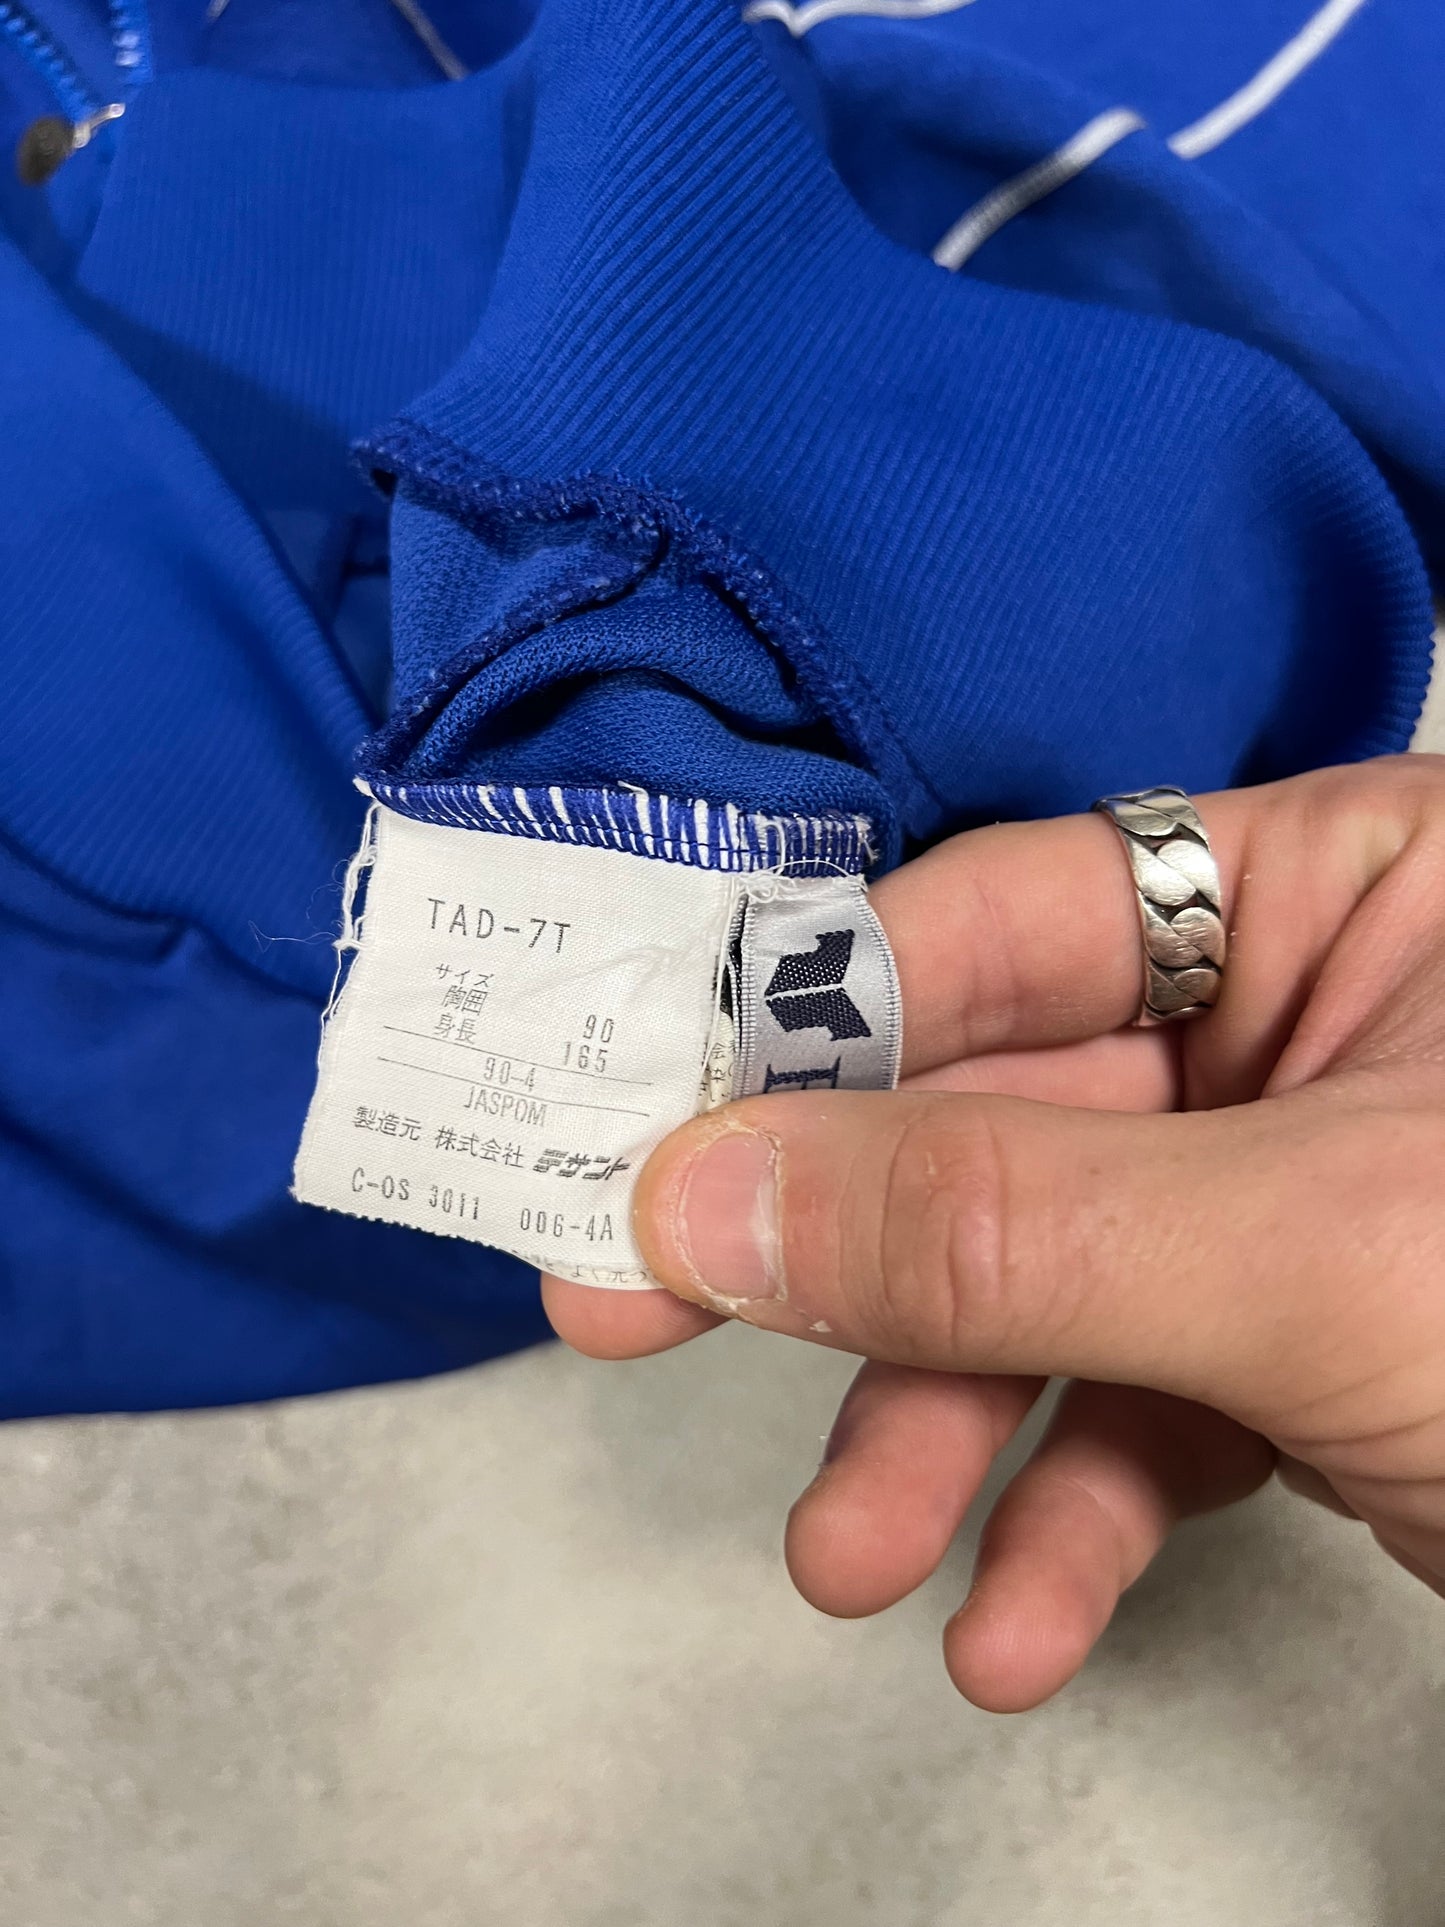 TAD-7T
サイズ
胸囲 90
身長 165
90-4
JASPOM
製造元 株式会社 デサント
C-OS 3011 006-4A